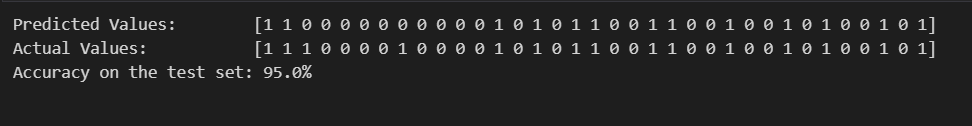 Predicted Values: [1 1 0 0 0 0 0 0 0 0 0 0 1 0 1 0 1 1 0 0 1 1 0 0 1 0 0 1 0 1 0 0 1 0 1]
Actual Values: [1 1 1 0 0 0 0 1 0 0 0 0 1 0 1 0 1 1 0 0 1 1 0 0 1 0 0 1 0 1 0 0 1 0 1]
Accuracy on the test set: 95.0%